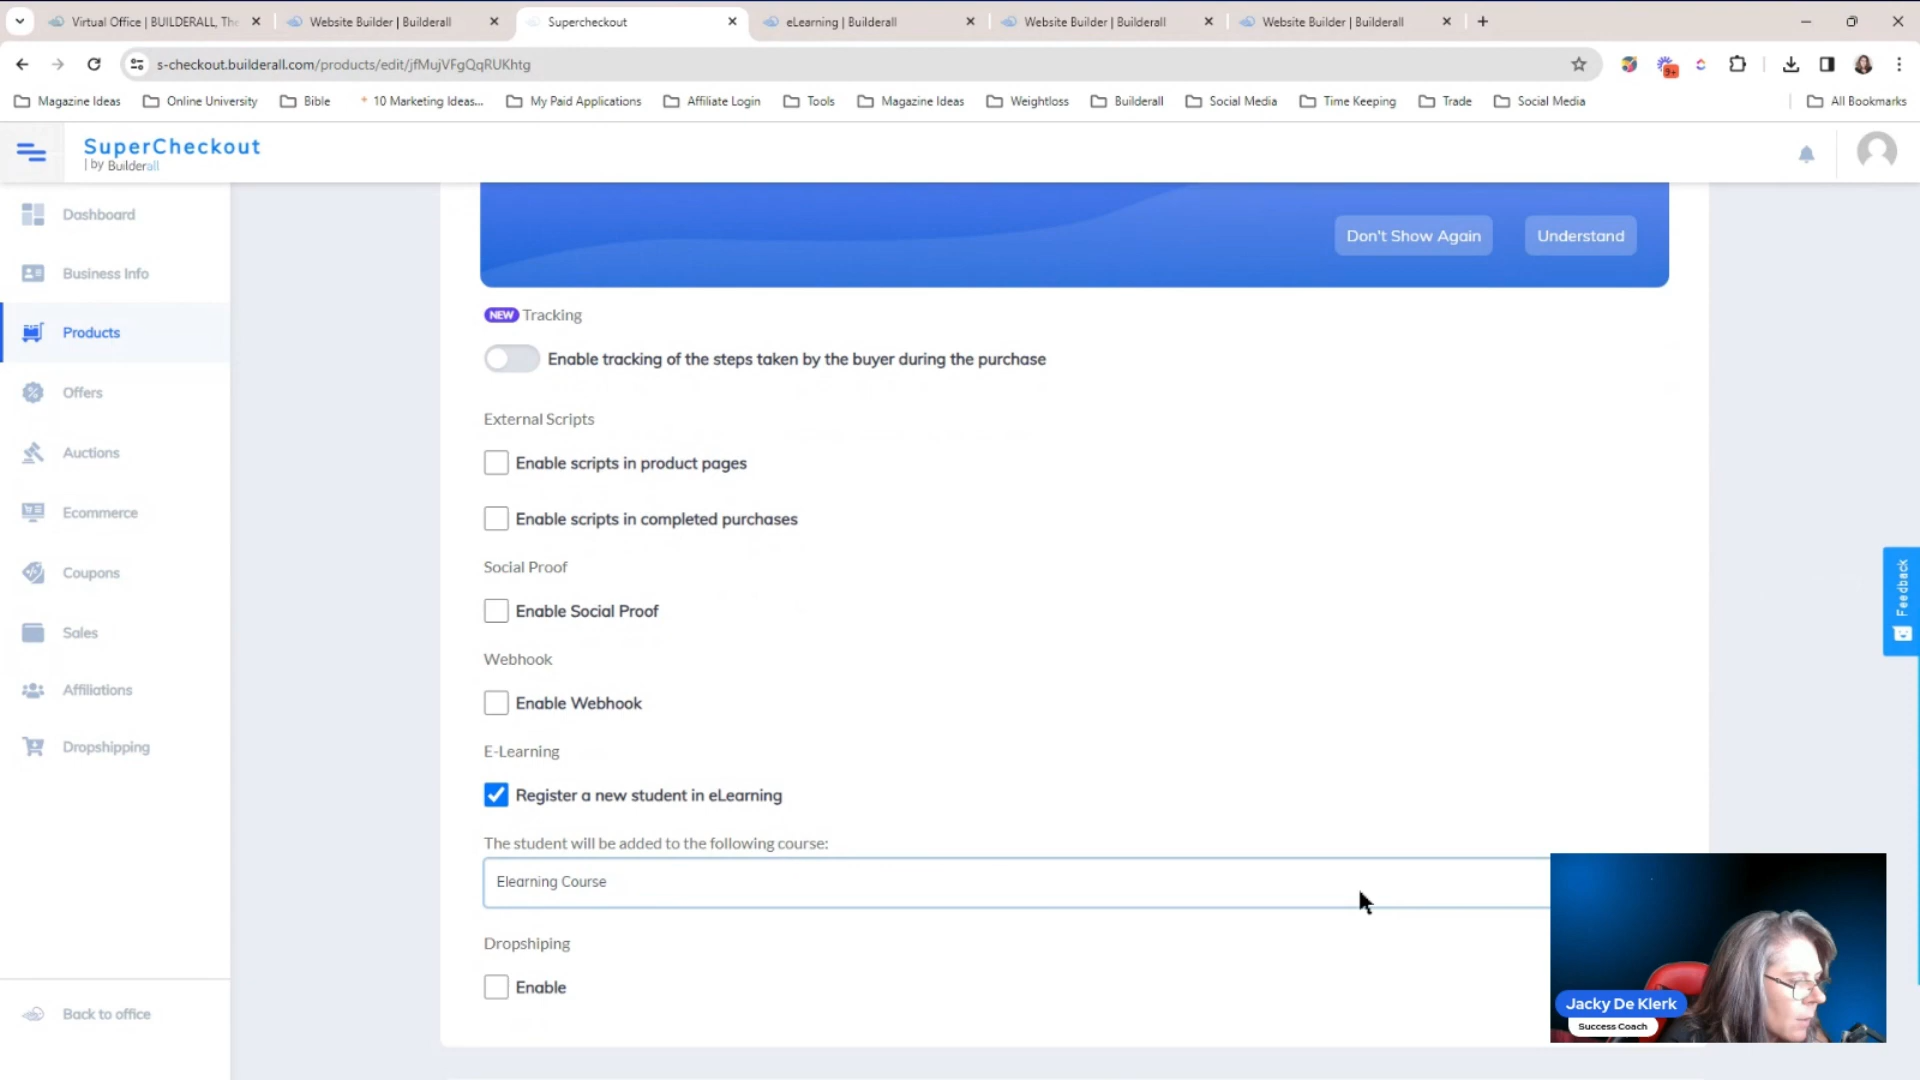 Virtual Office | BUILDERALL, The
Website Builder | Builderall
Supercheckout
eLearning | Builderall
Website Builder | Builderall
Website Builder | Builderall
s-checkout.builderall.com/products/edit/jfMujVFgQqRUKhtg
9+
Magazine Ideas
Online University
Bible
10 Marketing Ideas...
My Paid Applications
Affiliate Login
Tools
Magazine Ideas
Weightloss
Builderall
Social Media
Time Keeping
Trade
Social Media
All Bookmarks
SuperCheckout
| by Builderall
Dashboard
Business Info
Products
Offers
Auctions
Ecommerce
Coupons
Sales
Affiliations
Dropshipping
Back to office
Don't Show Again
Understand
NEW Tracking
Enable tracking of the steps taken by the buyer during the purchase
External Scripts
Enable scripts in product pages
Enable scripts in completed purchases
Social Proof
Enable Social Proof
Webhook
Enable Webhook
E-Learning
Register a new student in eLearning
The student will be added to the following course:
Elearning Course
Dropshiping
Enable
Feedback
Jacky De Klerk
Success Coach